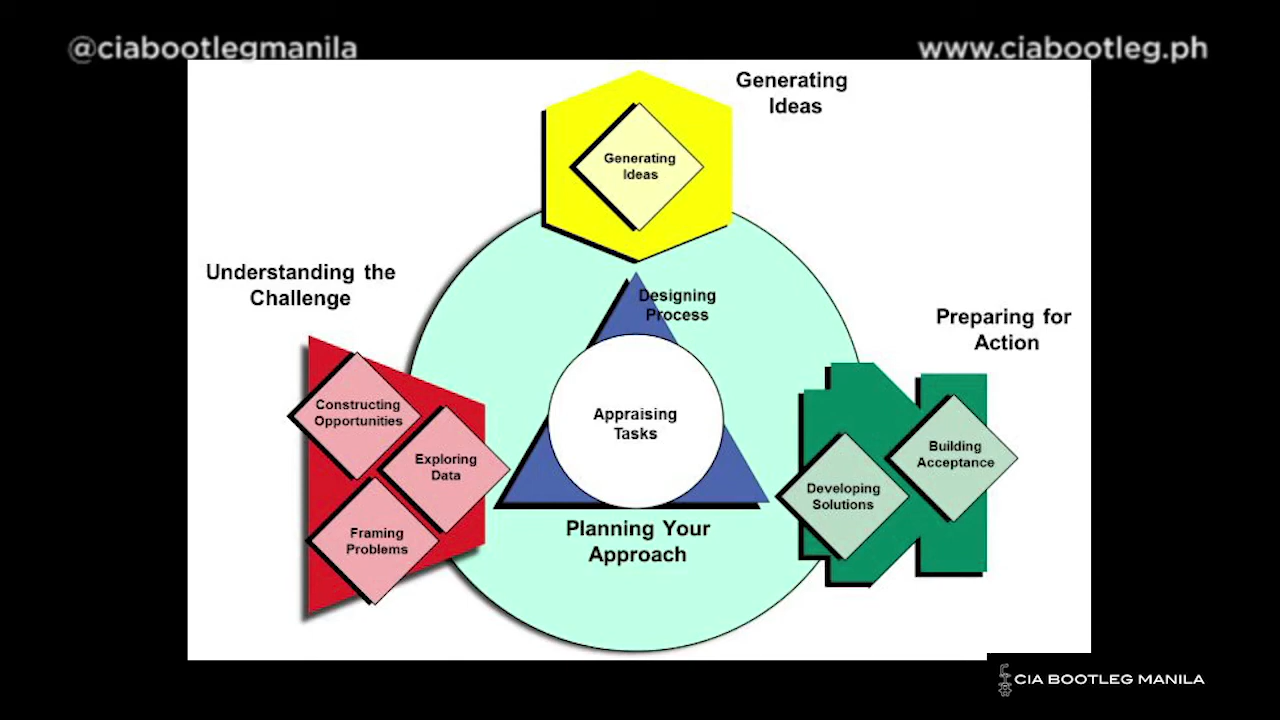 @ciabootlegmanila
www.ciabootleg.ph
Generating
Ideas
Generating
Ideas
Understanding the
Challenge
Designing
Process
Preparing for
Action
Constructing
Opportunities
Exploring
Data
Framing
Problems
Appraising
Tasks
Building
Acceptance
Developing
Solutions
Planning Your
Approach
CIA BOOTLEG MANILA